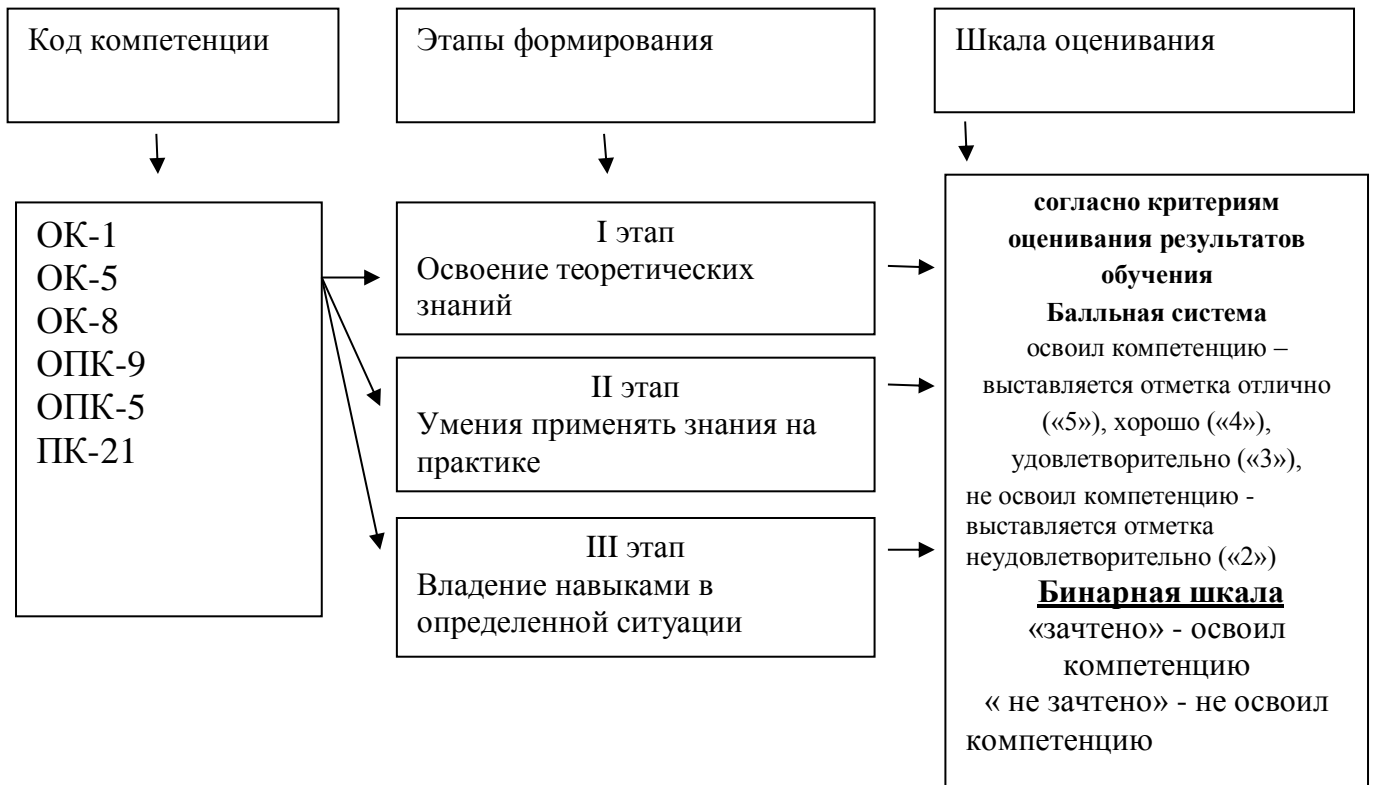 Код компетенции
Этапы формирования
Шкала оценивания
ОК-1
ОК-5
ОК-8
ОПК-9
ОПК-5
ПК-21
I этап
Освоение теоретических
знаний
II этап
Умения применять знания на
практике
III этап
Владение навыками в
определенной ситуации
согласно критериям
оценивания результатов
обучения
Балльная система
освоил компетенцию –
выставляется отметка отлично
(«5»), хорошо («4»),
удовлетворительно («3»),
не освоил компетенцию -
выставляется отметка
неудовлетворительно («2»)
Бинарная шкала
«зачтено» - освоил
компетенцию
« не зачтено» - не освоил
компетенцию